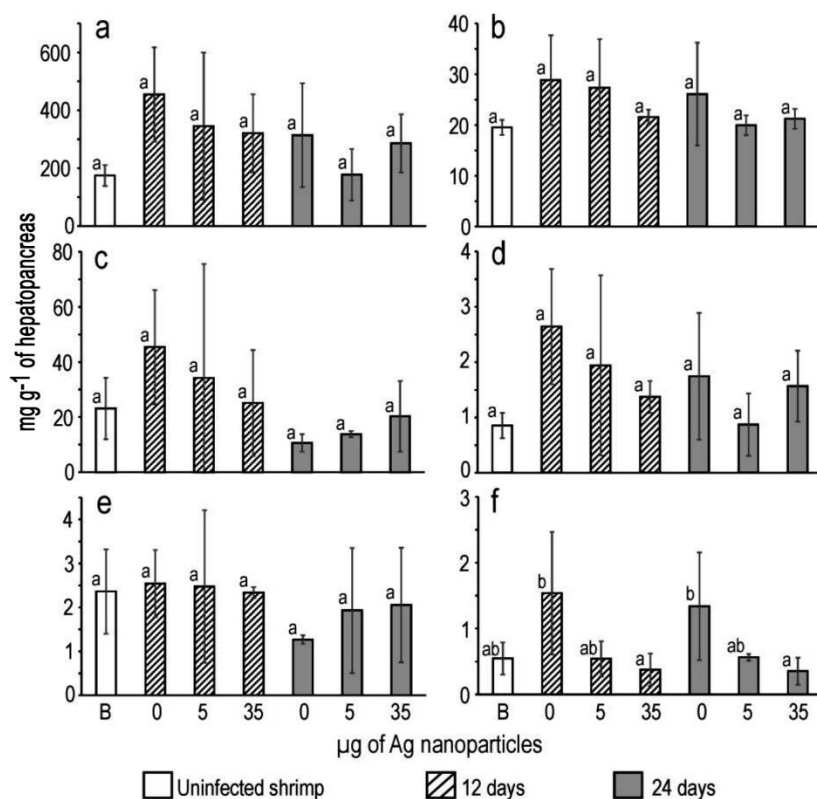 a
600
400
200
0
a
a
a
a
a
a
a
b
40
30
20
10
0
a
a
a
a
a
a
a
mg g-1 of hepatopancreas
c
80
60
40
20
0
a
a
a
a
a
a
a
d
4
3
2
1
0
a
a
a
a
a
a
a
e
4
3
2
1
0
a
a
a
a
a
a
a
B 0 5 35 0 5 35
f
3
2
1
0
ab
b
ab
a
b
ab
a
B 0 5 35 0 5 35
µg of Ag nanoparticles
Uninfected shrimp 12 days 24 days